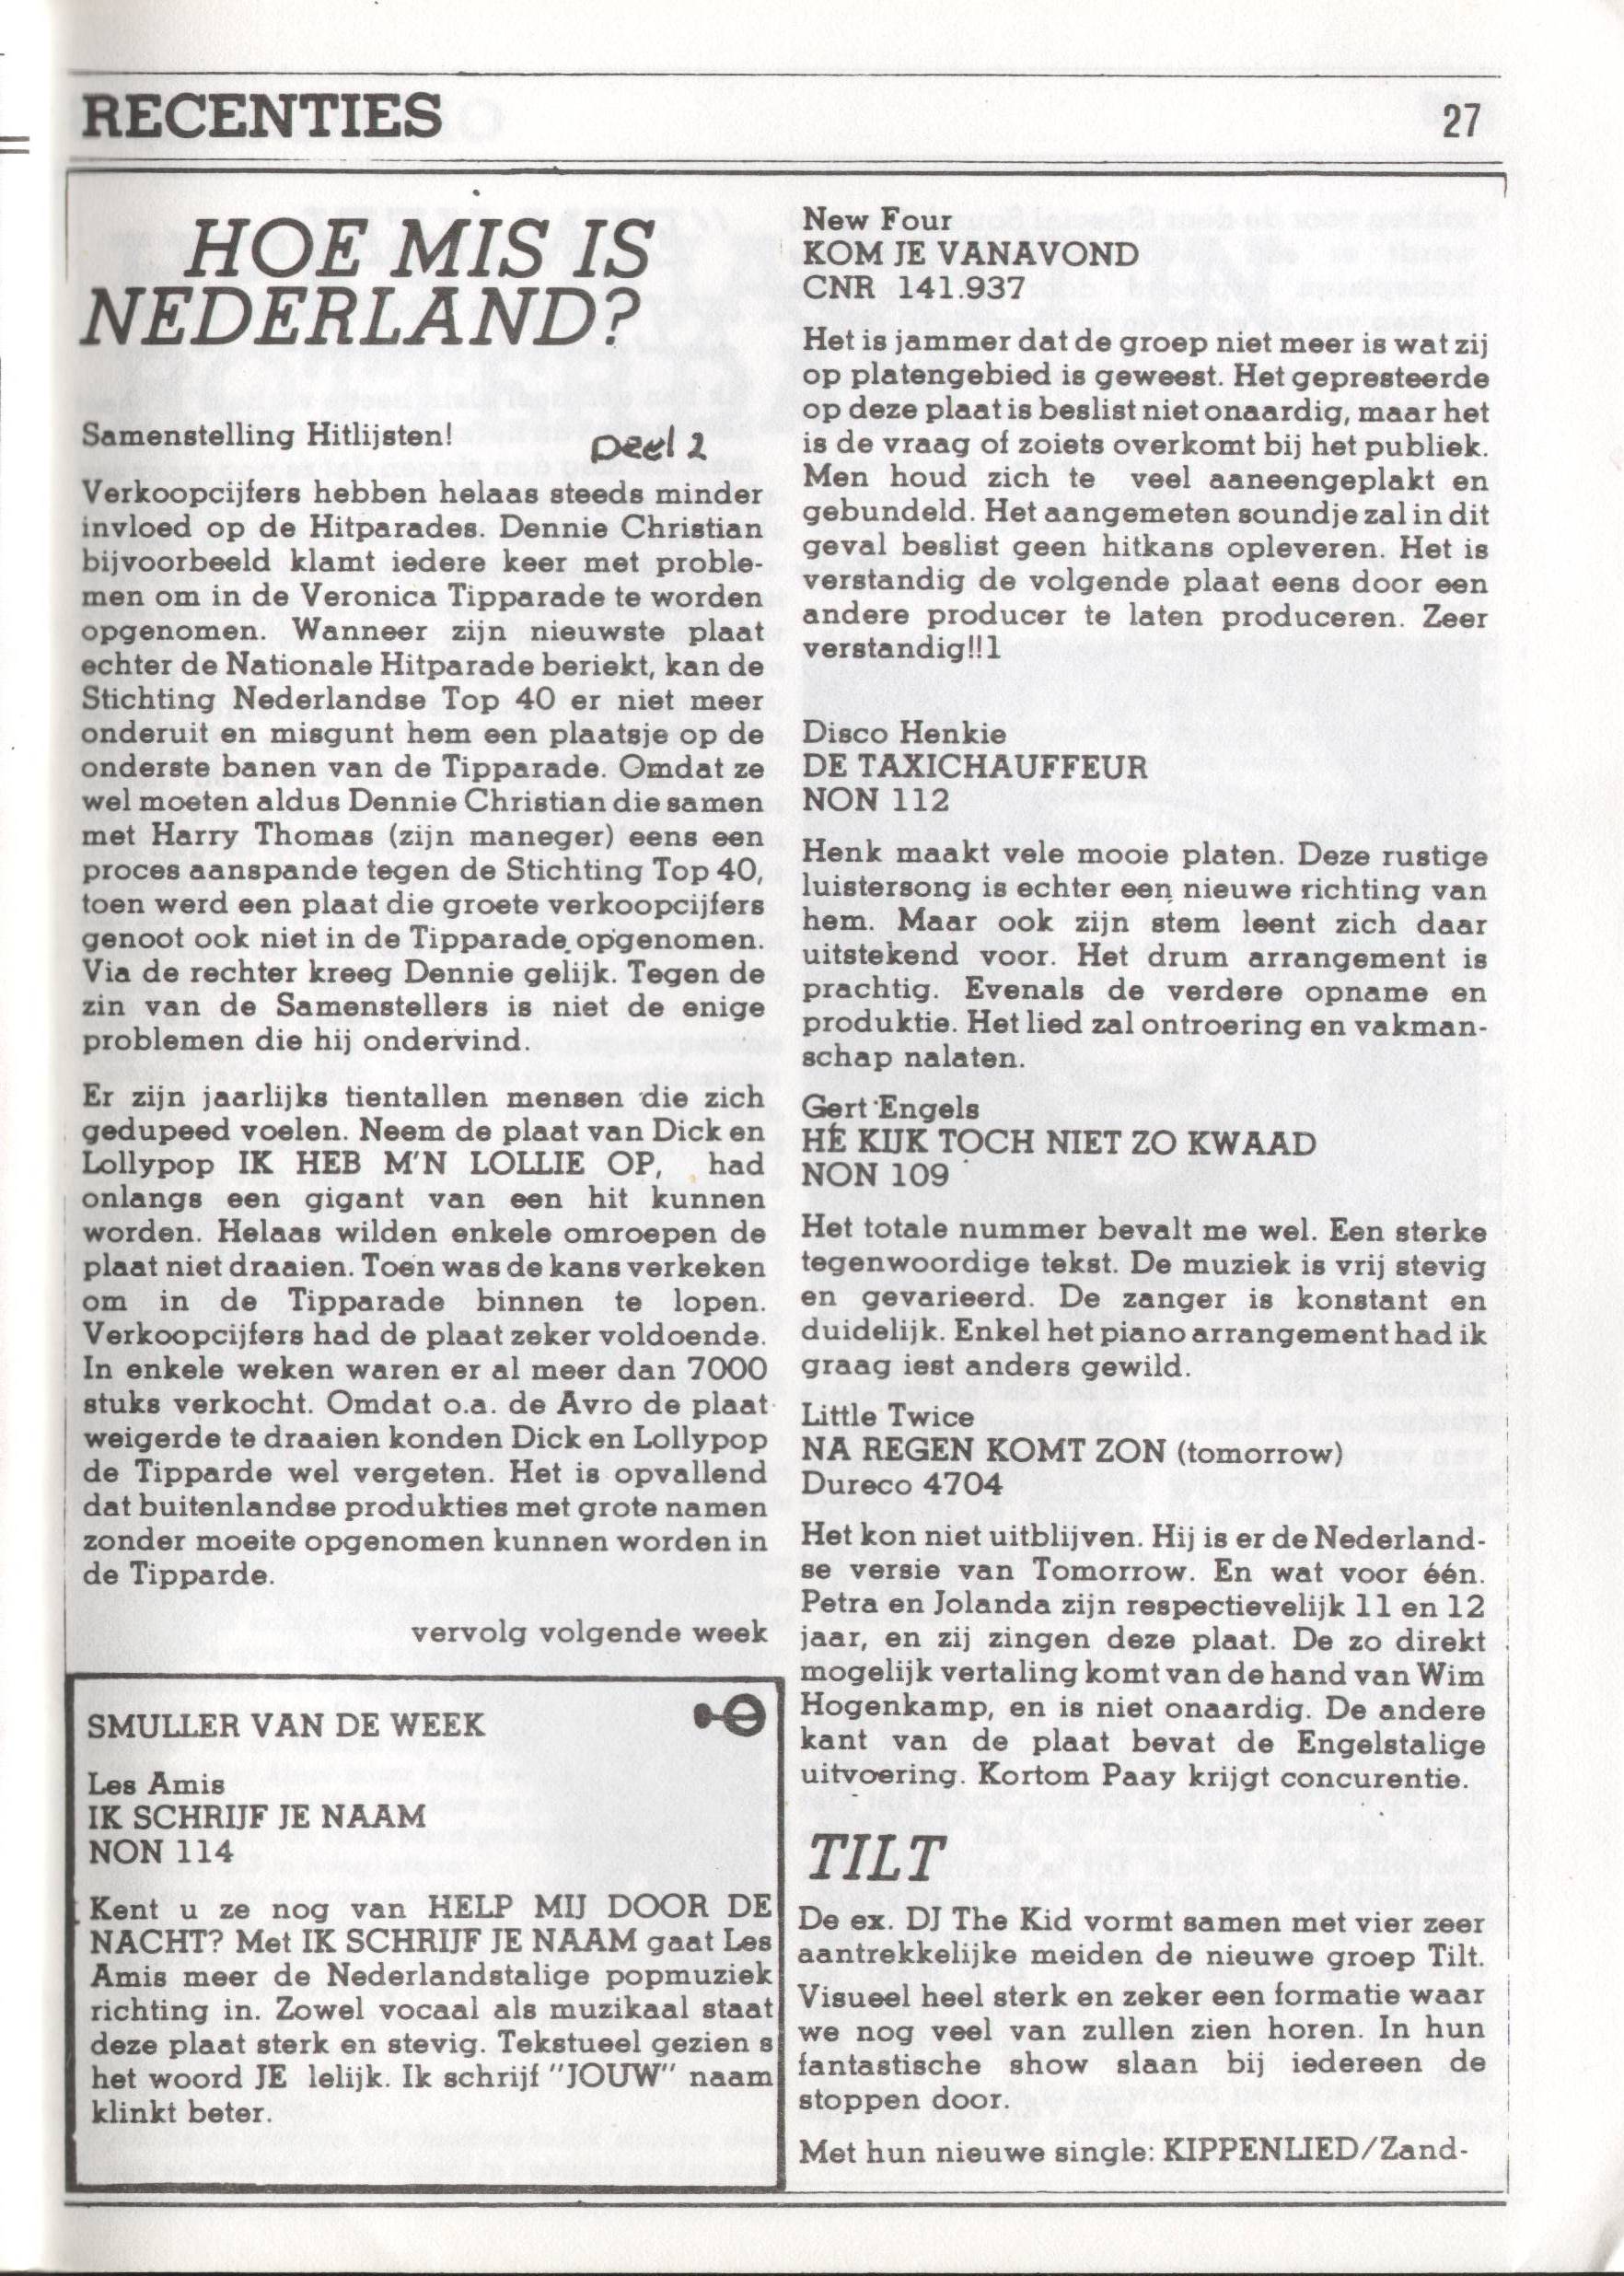 RECENTIES
27
HOE MIS IS
NEDERLAND?
Samenstelling Hitlijsten!
Deel 2
Verkoopcijfers hebben helaas steeds minder
invloed op de Hitparades. Dennie Christian
bijvoorbeeld klamt iedere keer met proble-
men om in de Veronica Tipparade te worden
opgenomen. Wanneer zijn nieuwste plaat
echter de Nationale Hitparade beriekt, kan de
Stichting Nederlandse Top 40 er niet meer
onderuit en misgunt hem een plaatsje op de
onderste banen van de Tipparade. Omdat ze
wel moeten aldus Dennie Christian die samen
met Harry Thomas (zijn maneger) eens een
proces aanspande tegen de Stichting Top 40,
toen werd een plaat die groete verkoopcijfers
genoot ook niet in de Tipparade opgenomen.
Via de rechter kreeg Dennie gelijk. Tegen de
zin van de Samenstellers is niet de enige
problemen die hij ondervind.
Er zijn jaarlijks tientallen mensen die zich
gedupeed voelen. Neem de plaat van Dick en
Lollypop IK HEB M'N LOLLIE OP, had
onlangs een gigant van een hit kunnen
worden. Helaas wilden enkele omroepen de
plaat niet draaien. Toen was de kans verkeken
om in de Tipparade binnen te lopen.
Verkoopcijfers had de plaat zeker voldoende.
In enkele weken waren er al meer dan 7000
stuks verkocht. Omdat o.a. de Avro de plaat
weigerde te draaien konden Dick en Lollypop
de Tipparde wel vergeten. Het is opvallend
dat buitenlandse produkties met grote namen
zonder moeite opgenomen kunnen worden in
de Tipparde.
vervolg volgende week
SMULLER VAN DE WEEK
Les Amis
IK SCHRIJF JE NAAM
NON 114
Kent u ze nog van HELP MIJ DOOR DE
NACHT? Met IK SCHRIJF JE NAAM gaat Les
Amis meer de Nederlandstalige popmuziek
richting in. Zowel vocaal als muzikaal staat
deze plaat sterk en stevig. Tekstueel gezien s
het woord JE lelijk. Ik schrijf "JOUW" naam
klinkt beter.
New Four
KOM JE VANAVOND
CNR 141.937
Het is jammer dat de groep niet meer is wat zij
op platengebied is geweest. Het gepresteerde
op deze plaat is beslist niet onaardig, maar het
is de vraag of zoiets overkomt bij het publiek.
Men houd zich te veel aaneengeplakt en
gebundeld. Het aangemeten soundje zal in dit
geval beslist geen hitkans opleveren. Het is
verstandig de volgende plaat eens door een
andere producer te laten produceren. Zeer
verstandig!!1
Disco Henkie
DE TAXICHAUFFEUR
NON 112
Henk maakt vele mooie platen. Deze rustige
luistersong is echter een nieuwe richting van
hem. Maar ook zijn stem leent zich daar
uitstekend voor. Het drum arrangement is
prachtig. Evenals de verdere opname en
produktie. Het lied zal ontroering en vakman-
schap nalaten.
Gert Engels
HÉ KIJK TOCH NIET ZO KWAAD
NON 109
Het totale nummer bevalt me wel. Een sterke
tegenwoordige tekst. De muziek is vrij stevig
en gevarieerd. De zanger is konstant en
duidelijk. Enkel het piano arrangement had ik
graag iest anders gewild.
Little Twice
NA REGEN KOMT ZON (tomorrow)
Dureco 4704
Het kon niet uitblijven. Hij is er de Nederland-
se versie van Tomorrow. En wat voor één.
Petra en Jolanda zijn respectievelijk 11 en 12
jaar, en zij zingen deze plaat. De zo direkt
mogelijk vertaling komt van de hand van Wim
Hogenkamp, en is niet onaardig. De andere
kant van de plaat bevat de Engelstalige
uitvoering. Kortom Paay krijgt concurentie.
TILT
De ex. DJ The Kid vormt samen met vier zeer
aantrekkelijke meiden de nieuwe groep Tilt.
Visueel heel sterk en zeker een formatie waar
we nog veel van zullen zien horen. In hun
fantastische show slaan bij iedereen de
stoppen door.
Met hun nieuwe single: KIPPENLIED/Zand-